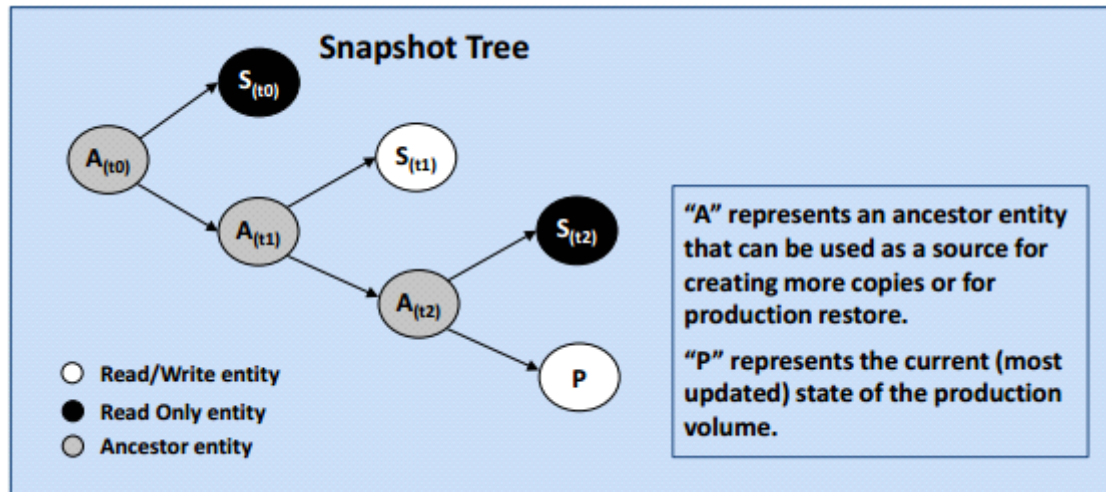 Snapshot Tree
S(t0)
A(t0)
S(t1)
A(t1)
S(t2)
A(t2)
P
Read/Write entity
Read Only entity
Ancestor entity
“A” represents an ancestor entity
that can be used as a source for
creating more copies or for
production restore.
“P” represents the current (most
updated) state of the production
volume.